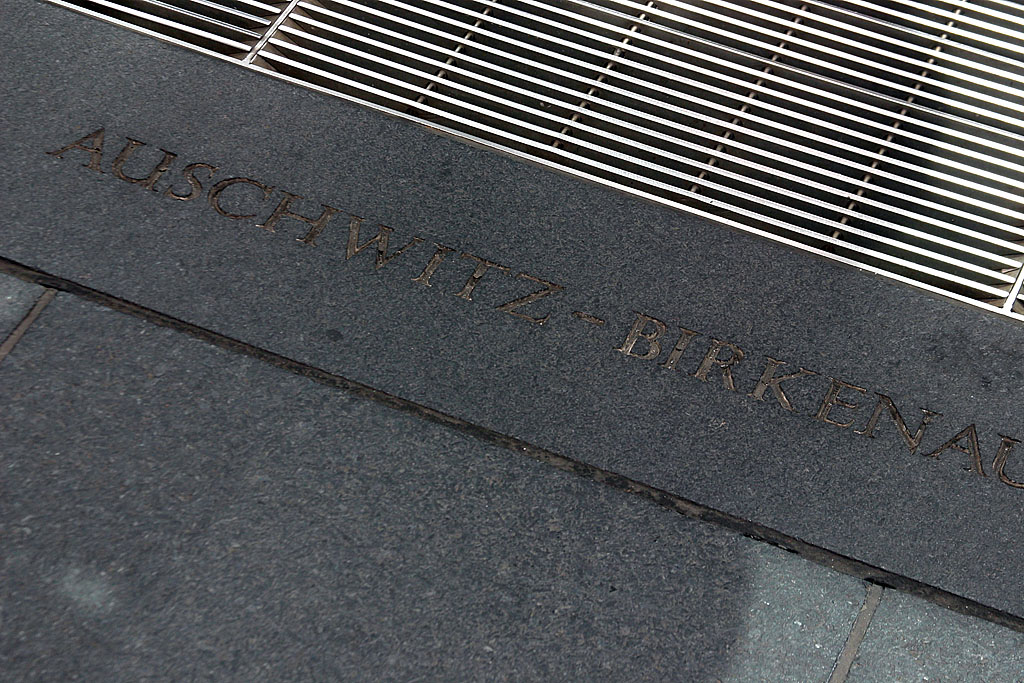 AUSCHWITZ - BIRKENAU